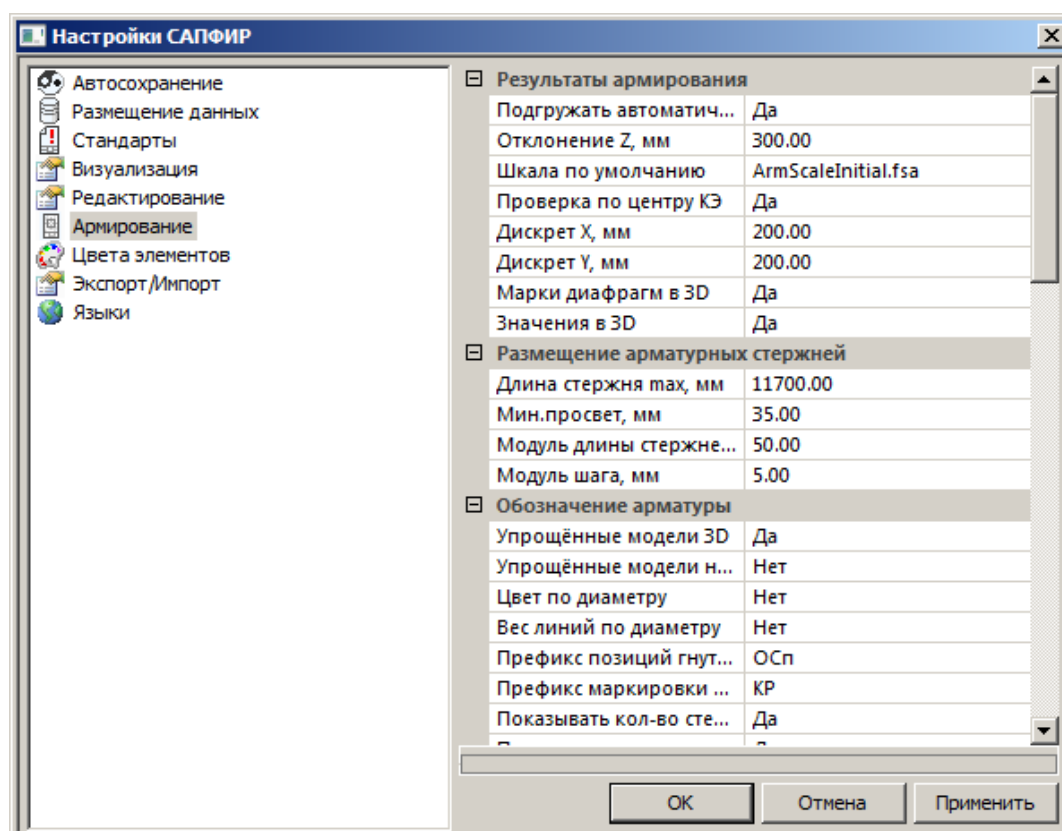 Настройки САПФИР
Автосохранение
Размещение данных
Стандарты
Визуализация
Редактирование
Армирование
Цвета элементов
Экспорт/Импорт
Языки
Результаты армирования
Подгружать автоматич... Да
Отклонение Z, мм 300.00
Шкала по умолчанию ArmScaleInitial.fsa
Проверка по центру КЭ Да
Дискрет X, мм 200.00
Дискрет Y, мм 200.00
Марки диафрагм в 3D Да
Значения в 3D Да
Размещение арматурных стержней
Длина стержня max, мм 11700.00
Мин.просвет, мм 35.00
Модуль длины стержне... 50.00
Модуль шага, мм 5.00
Обозначение арматуры
Упрощённые модели 3D Да
Упрощённые модели н... Нет
Цвет по диаметру Нет
Вес линий по диаметру Нет
Префикс позиций гнут... ОСп
Префикс маркировки ... КР
Показывать кол-во сте... Да
OK Отмена Применить